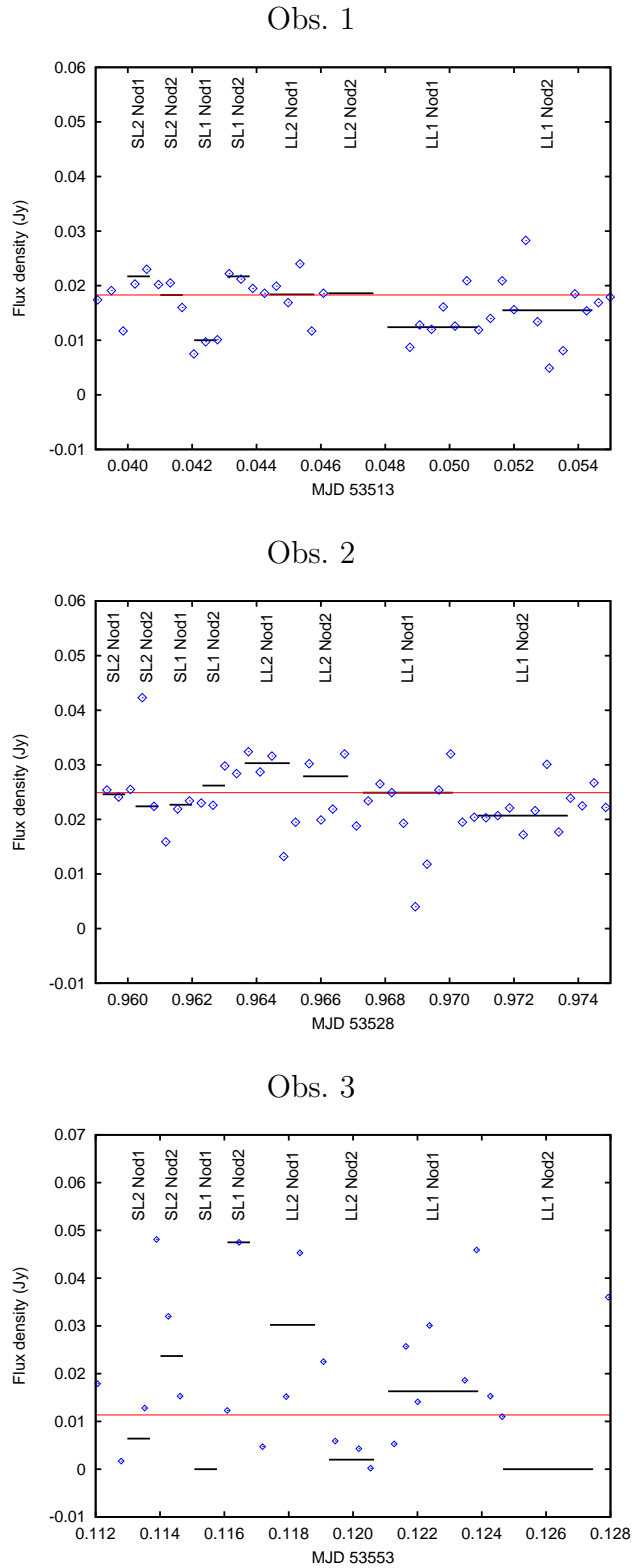 Obs. 1
0.06
0.05
0.04
0.03
0.02
0.01
0
-0.01
Flux density (Jy)
SL2 Nod1
SL2 Nod2
SL1 Nod1
SL1 Nod2
LL2 Nod1
LL2 Nod2
LL1 Nod1
LL1 Nod2
0.040 0.042 0.044 0.046 0.048 0.050 0.052 0.054
MJD 53513
Obs. 2
0.06
0.05
0.04
0.03
0.02
0.01
0
-0.01
Flux density (Jy)
SL2 Nod1
SL2 Nod2
SL1 Nod1
SL1 Nod2
LL2 Nod1
LL2 Nod2
LL1 Nod1
LL1 Nod2
0.960 0.962 0.964 0.966 0.968 0.970 0.972 0.974
MJD 53528
Obs. 3
0.07
0.06
0.05
0.04
0.03
0.02
0.01
0
-0.01
Flux density (Jy)
SL2 Nod1
SL2 Nod2
SL1 Nod1
SL1 Nod2
LL2 Nod1
LL2 Nod2
LL1 Nod1
LL1 Nod2
0.112 0.114 0.116 0.118 0.120 0.122 0.124 0.126 0.128
MJD 53553